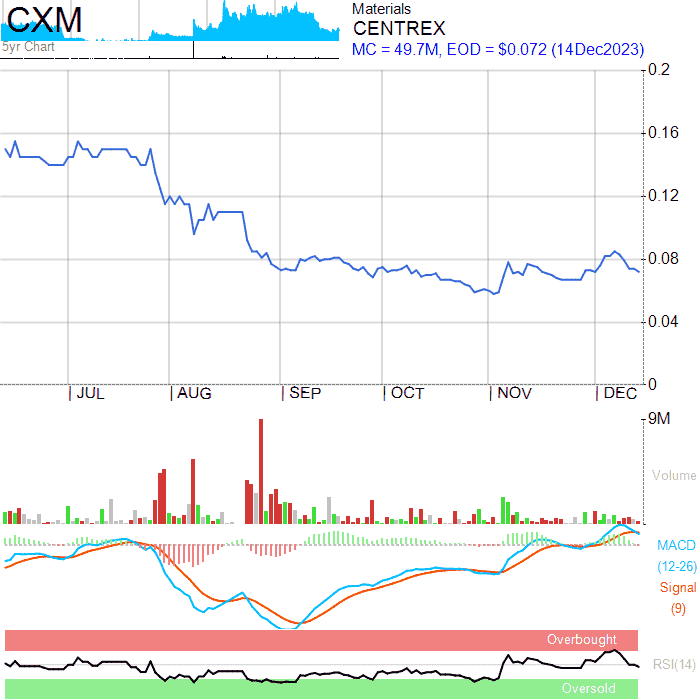 CXM
5yr Chart
Materials
CENTREX
MC = 49.7M, EOD = $0.072 (14Dec2023)
0.2
0.16
0.12
0.08
0.04
0
JUL AUG SEP OCT NOV DEC
9M
Volume
MACD
(12-26)
Signal
(9)
Overbought
RSI(14)
Oversold